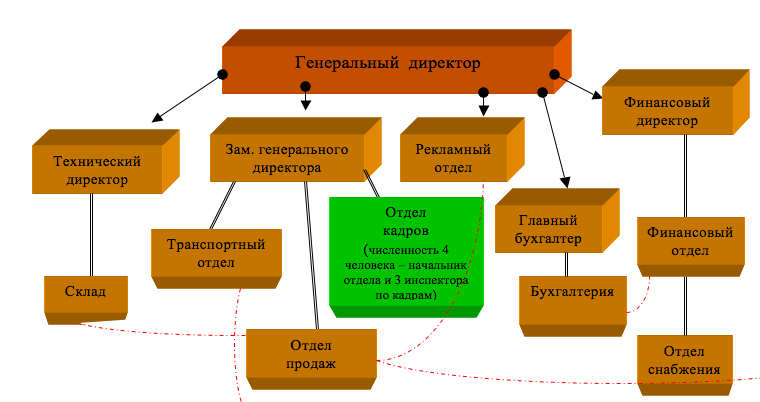 Генеральный директор
Финансовый
директор
Технический
директор
Зам. генерального
директора
Рекламный
отдел
Главный
бухгалтер
Отдел
кадров
(численность 4
человека – начальник
отдела и 3 инспектора
по кадрам)
Транспортный
отдел
Финансовый
отдел
Склад
Бухгалтерия
Отдел
продаж
Отдел
снабжения